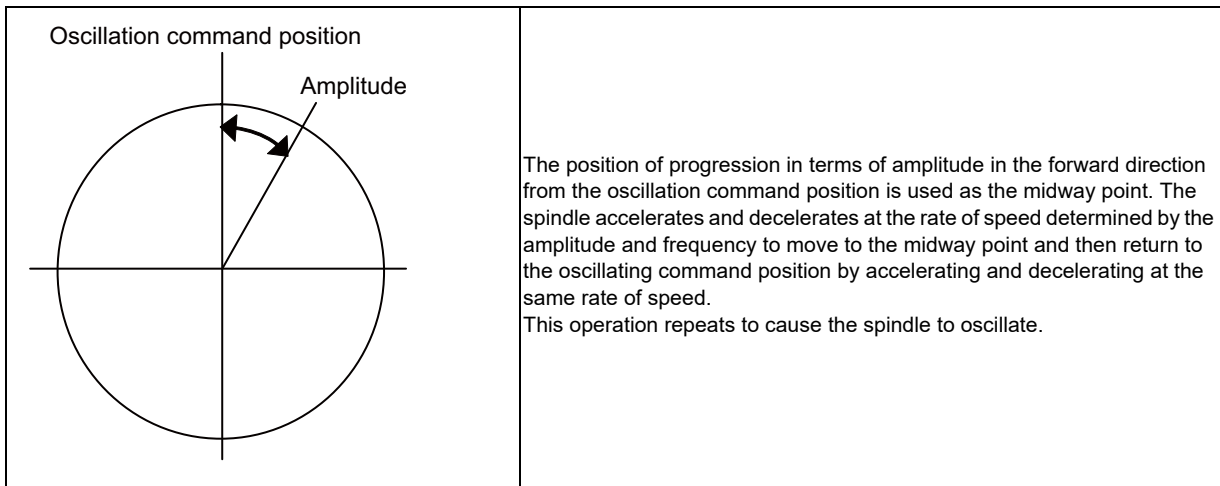 Oscillation command position
Amplitude
The position of progression in terms of amplitude in the forward direction
from the oscillation command position is used as the midway point. The
spindle accelerates and decelerates at the rate of speed determined by the
amplitude and frequency to move to the midway point and then return to
the oscillating command position by accelerating and decelerating at the
same rate of speed.
This operation repeats to cause the spindle to oscillate.